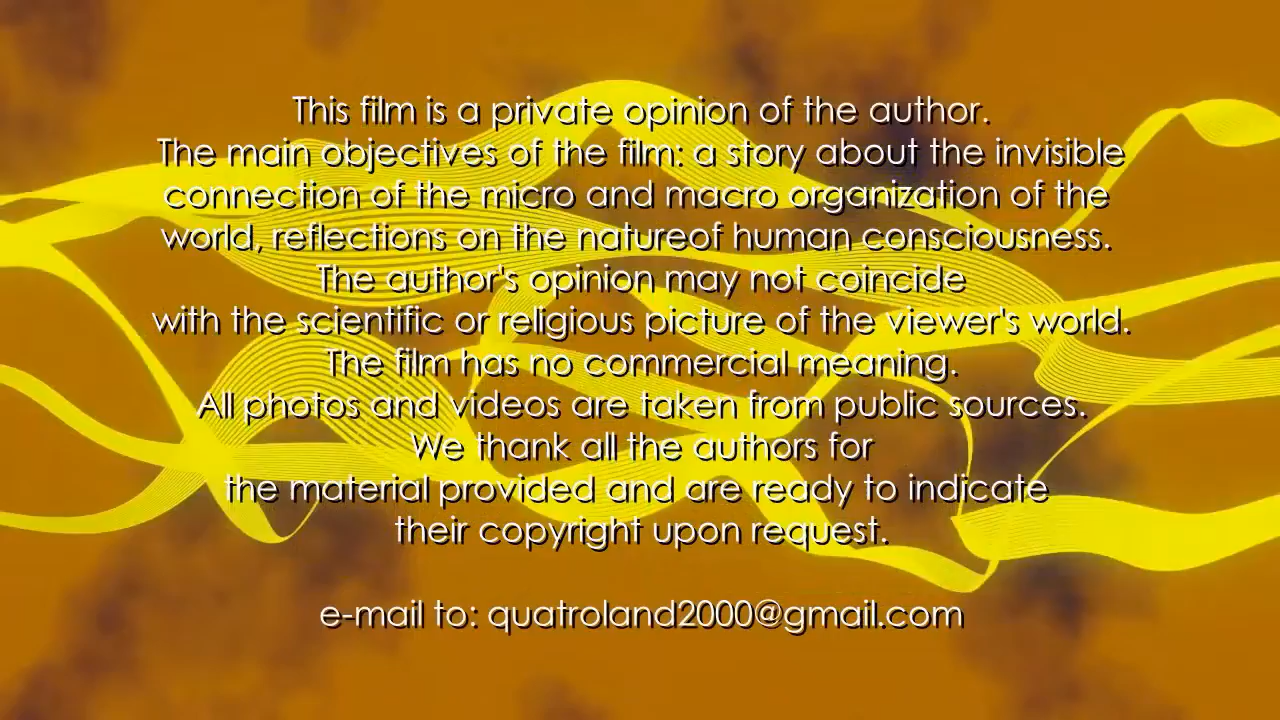 This film is a private opinion of the author.
The main objectives of the film: a story about the invisible
connection of the micro and macro organization of the
world, reflections on the natureof human consciousness.
The author's opinion may not coincide
with the scientific or religious picture of the viewer's world.
The film has no commercial meaning.
All photos and videos are taken from public sources.
We thank all the authors for
the material provided and are ready to indicate
their copyright upon request.
e-mail to: quatroland2000@gmail.com